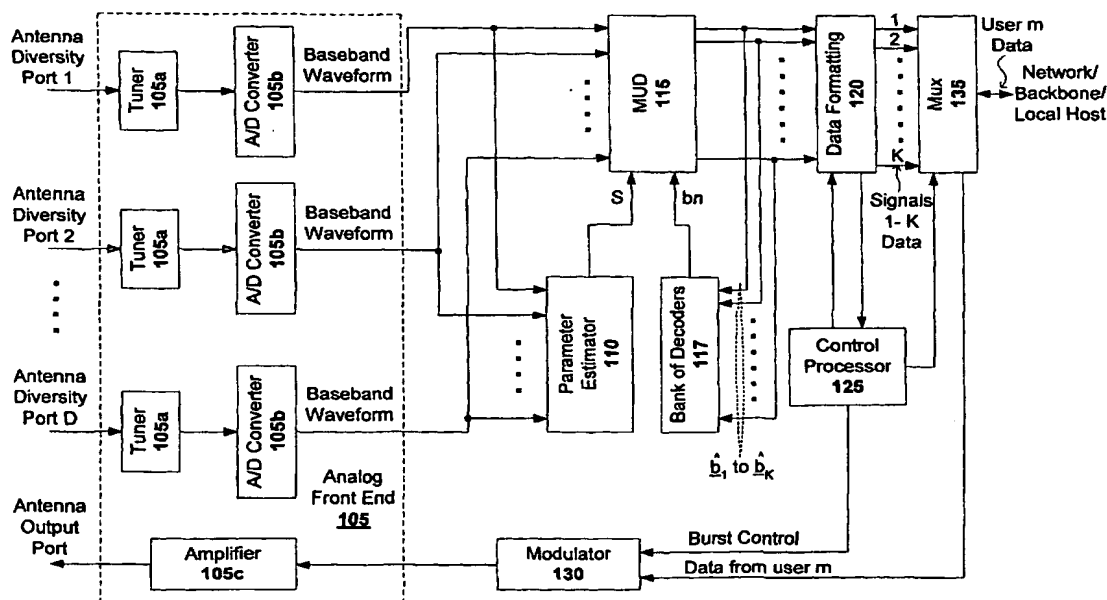 Antenna
Diversity
Port 1
Tuner
105a
A/D Converter
105b
Baseband
Waveform
MUD
115
Data Formatting
120
1
2
K
Mux
135
User m
Data
Network/
Backbone/
Local Host
Signals
1- K
Data
Antenna
Diversity
Port 2
Tuner
105a
A/D Converter
105b
Baseband
Waveform
S
bn
Parameter
Estimator
110
Bank of Decoders
117
Control
Processor
125
Antenna
Diversity
Port D
Tuner
105a
A/D Converter
105b
Baseband
Waveform
b̂1 to b̂K
Analog
Front End
105
Antenna
Output
Port
Amplifier
105c
Modulator
130
Burst Control
Data from user m